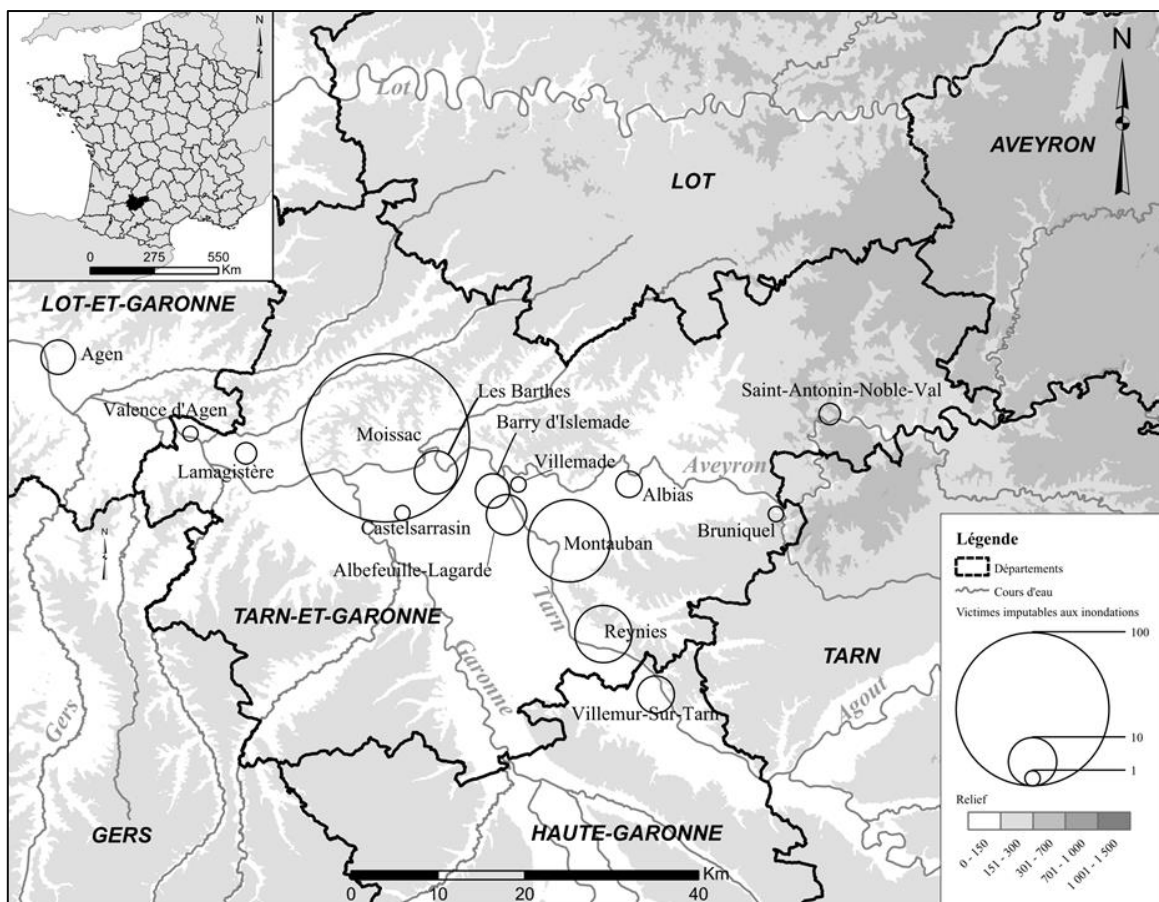 N
0 275 550
Km
N
Lot
AVEYRON
LOT
LOT-ET-GARONNE
Agen
Valence d'Agen
Lamagistère
Moissac
Les Barthes
Barry d'Islemade
Villemade
Saint-Antonin-Noble-Val
Aveyron
Albias
Castelsarrasin
Montauban
Bruniquel
Albefeuille-Lagarde
N
TARN-ET-GARONNE
Tarn
Reynies
Garonne
TARN
Villemur-Sur-Tarn
Agout
Gers
GERS
HAUTE-GARONNE
Km
0 10 20 40
Légende
Départements
Cours d'eau
Victimes imputables aux inondations
100
10
1
Relief
0 - 150
151 - 300
301 - 700
701 - 1 000
1 001 - 1 500